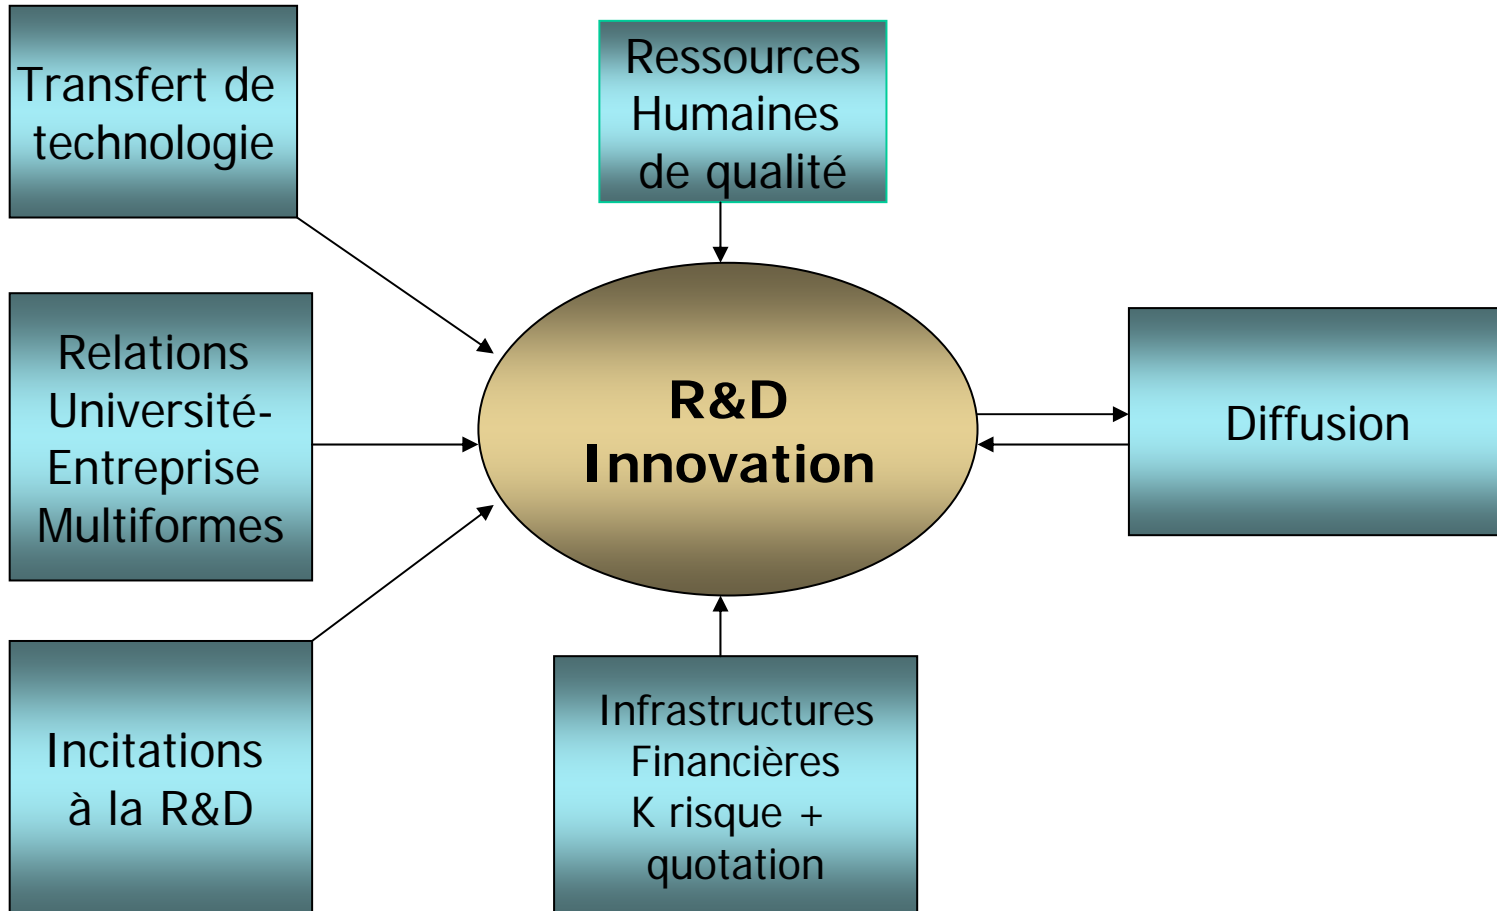 Transfert de
technologie
Ressources
Humaines
de qualité
Relations
Université-
Entreprise
Multiformes
R&D
Innovation
Diffusion
Incitations
à la R&D
Infrastructures
Financières
K risque +
quotation